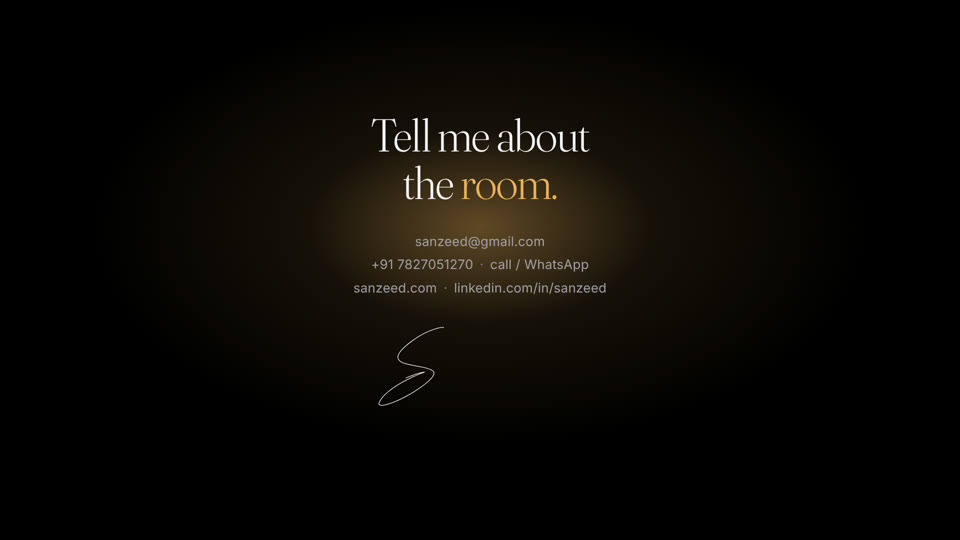 Tell me about
the room.
sanzeed@gmail.com
+91 7827051270 · call / WhatsApp
sanzeed.com · linkedin.com/in/sanzeed
S